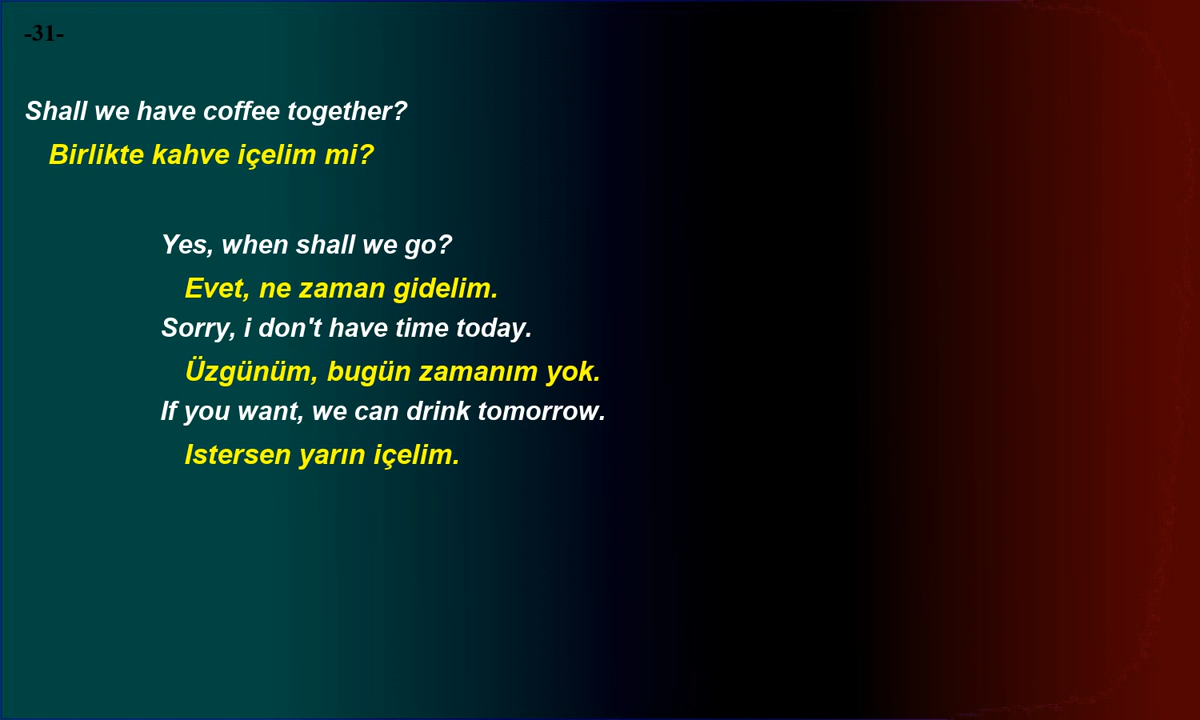 -31-
Shall we have coffee together?
Birlikte kahve içelim mi?
Yes, when shall we go?
Evet, ne zaman gidelim.
Sorry, i don't have time today.
Üzgünüm, bugün zamanım yok.
If you want, we can drink tomorrow.
Istersen yarın içelim.